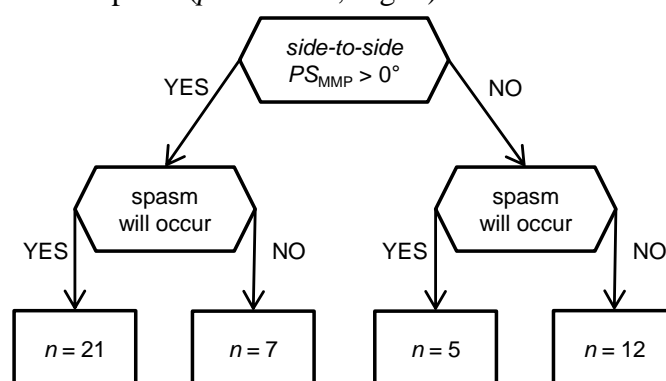 side-to-side
PS_MMP > 0°
YES
NO
spasm
will occur
spasm
will occur
YES
NO
YES
NO
n = 21
n = 7
n = 5
n = 12